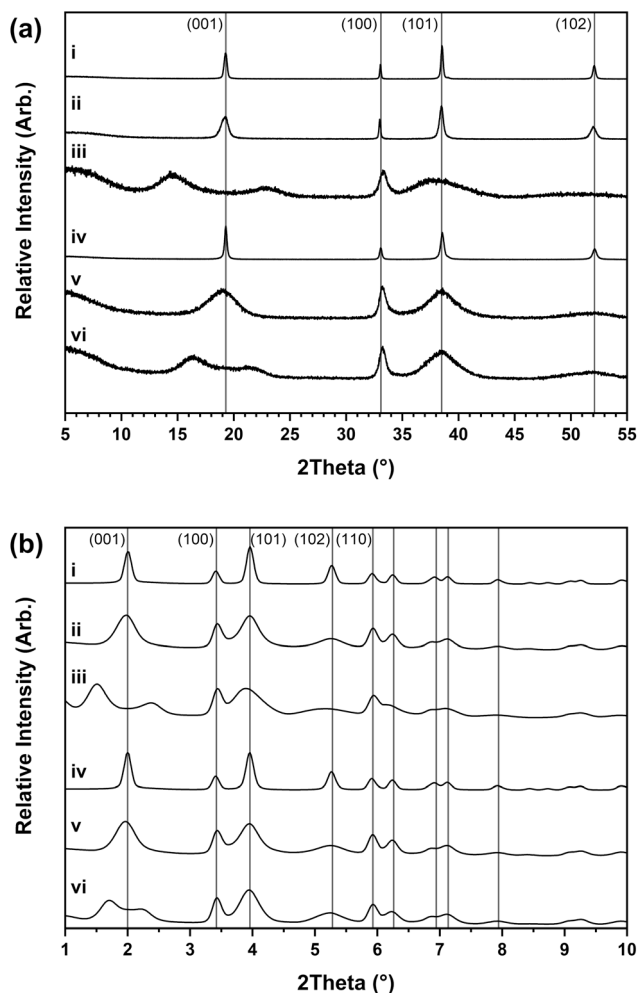 (a)
(001) (100) (101) (102)
i
ii
iii
iv
v
vi
Relative Intensity (Arb.)
5 10 15 20 25 30 35 40 45 50 55
2Theta (°)
(b)
(001) (100) (101) (102) (110)
i
ii
iii
iv
v
vi
Relative Intensity (Arb.)
1 2 3 4 5 6 7 8 9 10
2Theta (°)